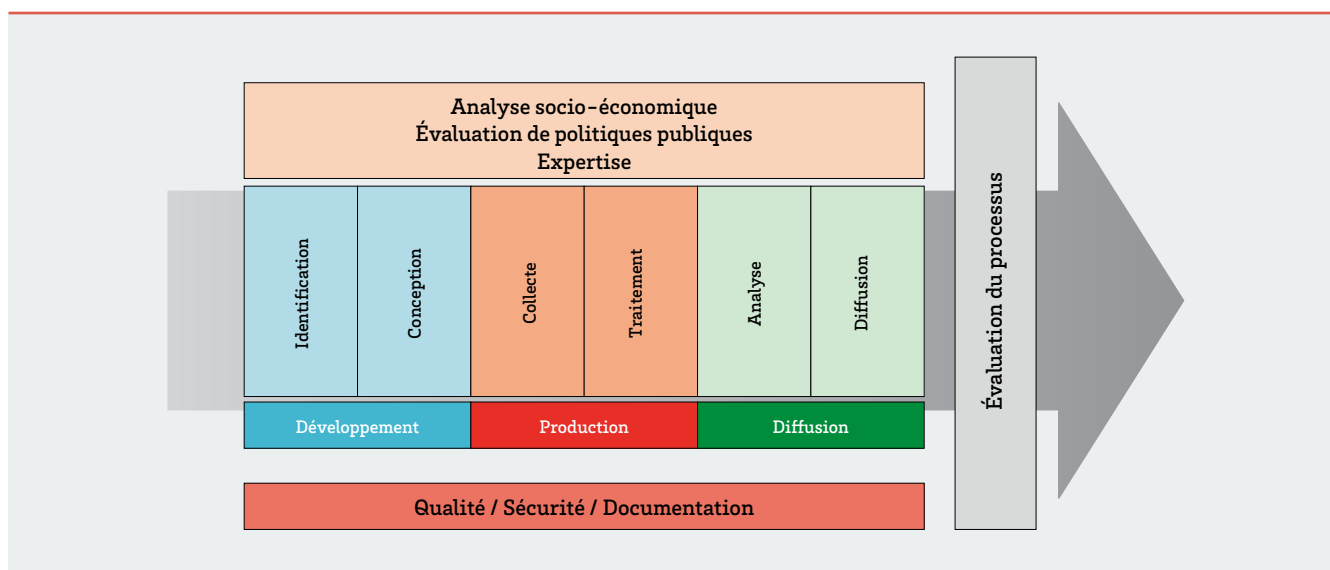 Analyse socio-économique
Évaluation de politiques publiques
Expertise
Identification
Conception
Collecte
Traitement
Analyse
Diffusion
Développement
Production
Diffusion
Qualité / Sécurité / Documentation
Évaluation du processus